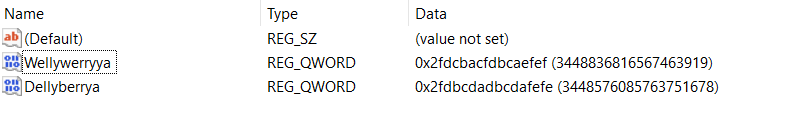 Name Type Data
(Default) REG_SZ (value not set)
Wellywerryya REG_QWORD 0x2fdcbacfdbcaefef (3448836816567463919)
Dellyberrya REG_QWORD 0x2fdbcdadbcdafefe (3448576085763751678)